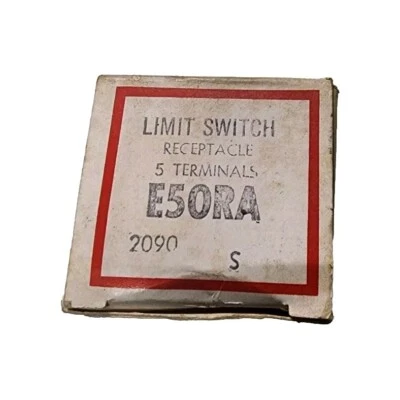 LIMIT SWITCH
RECEPTACLE
5 TERMINALS
E50RA
2090 S